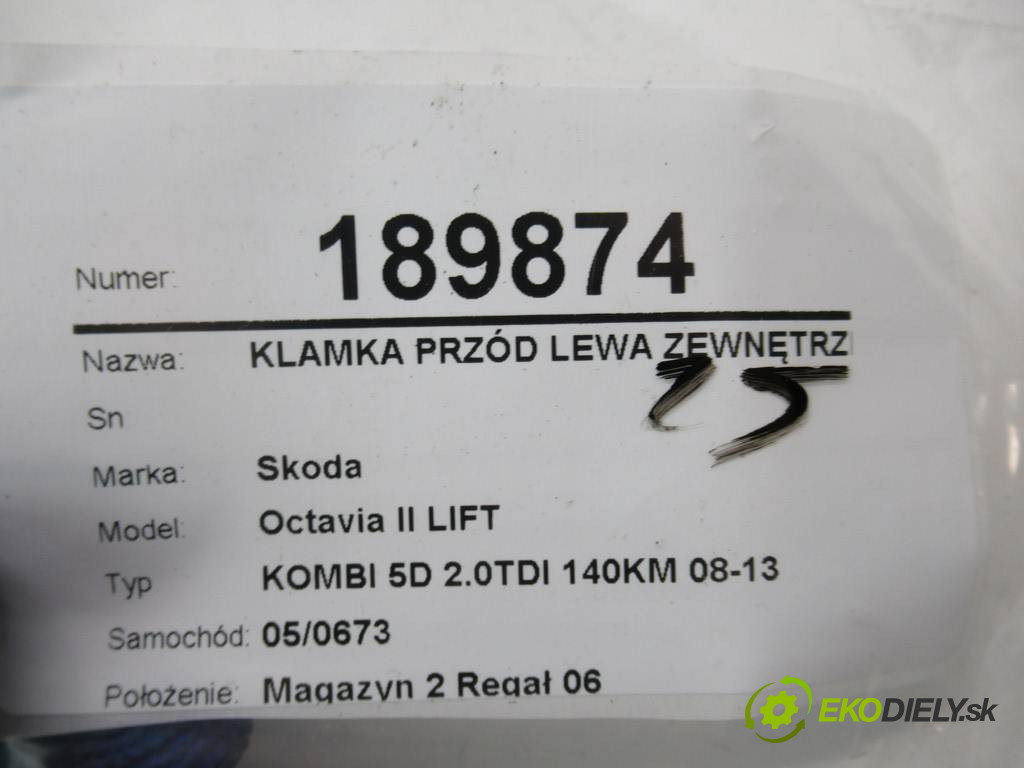 Numer: 189874
Nazwa: KLAMKA PRZÓD LEWA ZEWNĘTRZ
25
Sn
Marka: Skoda
Model: Octavia II LIFT
Typ KOMBI 5D 2.0TDI 140KM 08-13
Samochód: 05/0673
Położenie: Magazyn 2 Regał 06
EKODIELY.sk